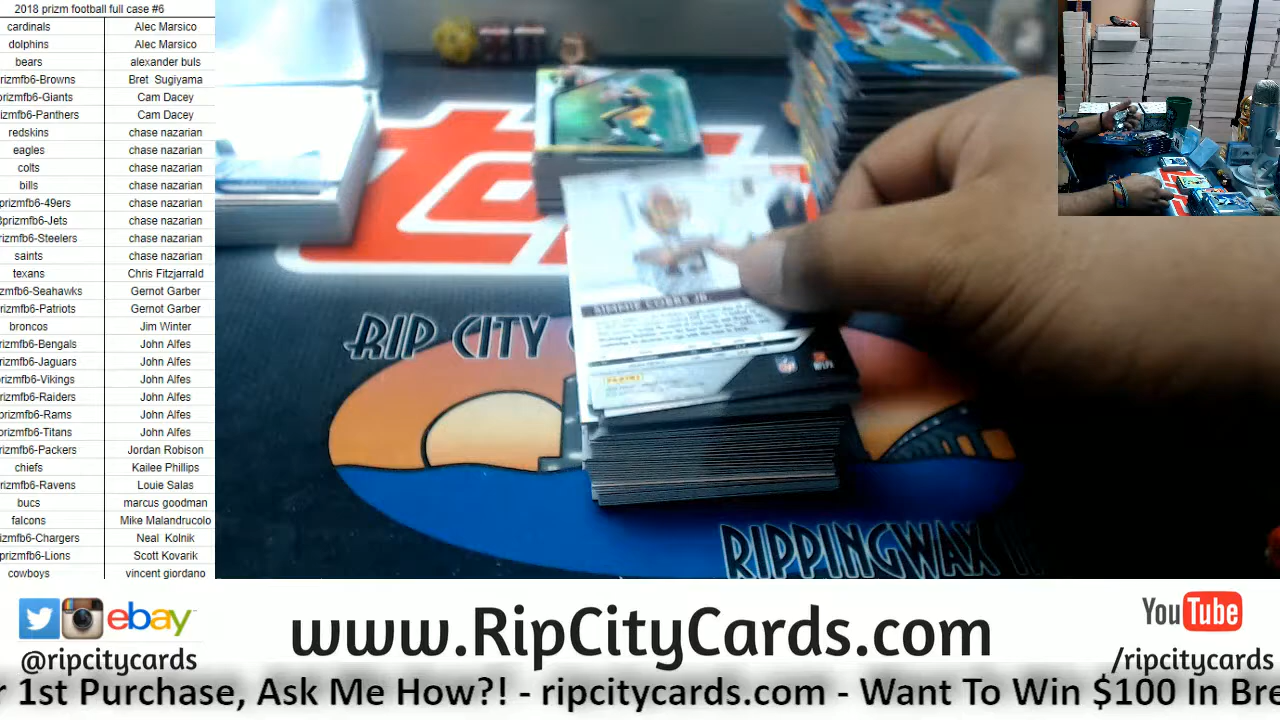 2018 prizm football full case #6
cardinals Alec Marsico
dolphins Alec Marsico
bears alexander buls
rizmfb6-Browns Bret Sugiyama
prizmfb6-Giants Cam Dacey
izmfb6-Panthers Cam Dacey
redskins chase nazarian
eagles chase nazarian
colts chase nazarian
bills chase nazarian
prizmfb6-49ers chase nazarian
prizmfb6-Jets chase nazarian
rizmfb6-Steelers chase nazarian
saints chase nazarian
texans Chris Fitzjarrald
zmfb6-Seahawks Gernot Garber
izmfb6-Patriots Gernot Garber
broncos Jim Winter
rizmfb6-Bengals John Alfes
rizmfb6-Jaguars John Alfes
rizmfb6-Vikings John Alfes
rizmfb6-Raiders John Alfes
prizmfb6-Rams John Alfes
prizmfb6-Titans John Alfes
rizmfb6-Packers Jordan Robison
chiefs Kailee Phillips
rizmfb6-Ravens Louie Salas
bucs marcus goodman
falcons Mike Malandrucolo
izmfb6-Chargers Neal Kolnik
prizmfb6-Lions Scott Kovarik
cowboys vincent giordano
RIP CITY
RIPPINGWAX
ebay
@ripcitycards
www.RipCityCards.com
YouTube
/ripcitycards
r 1st Purchase, Ask Me How?! - ripcitycards.com - Want To Win $100 In Bre